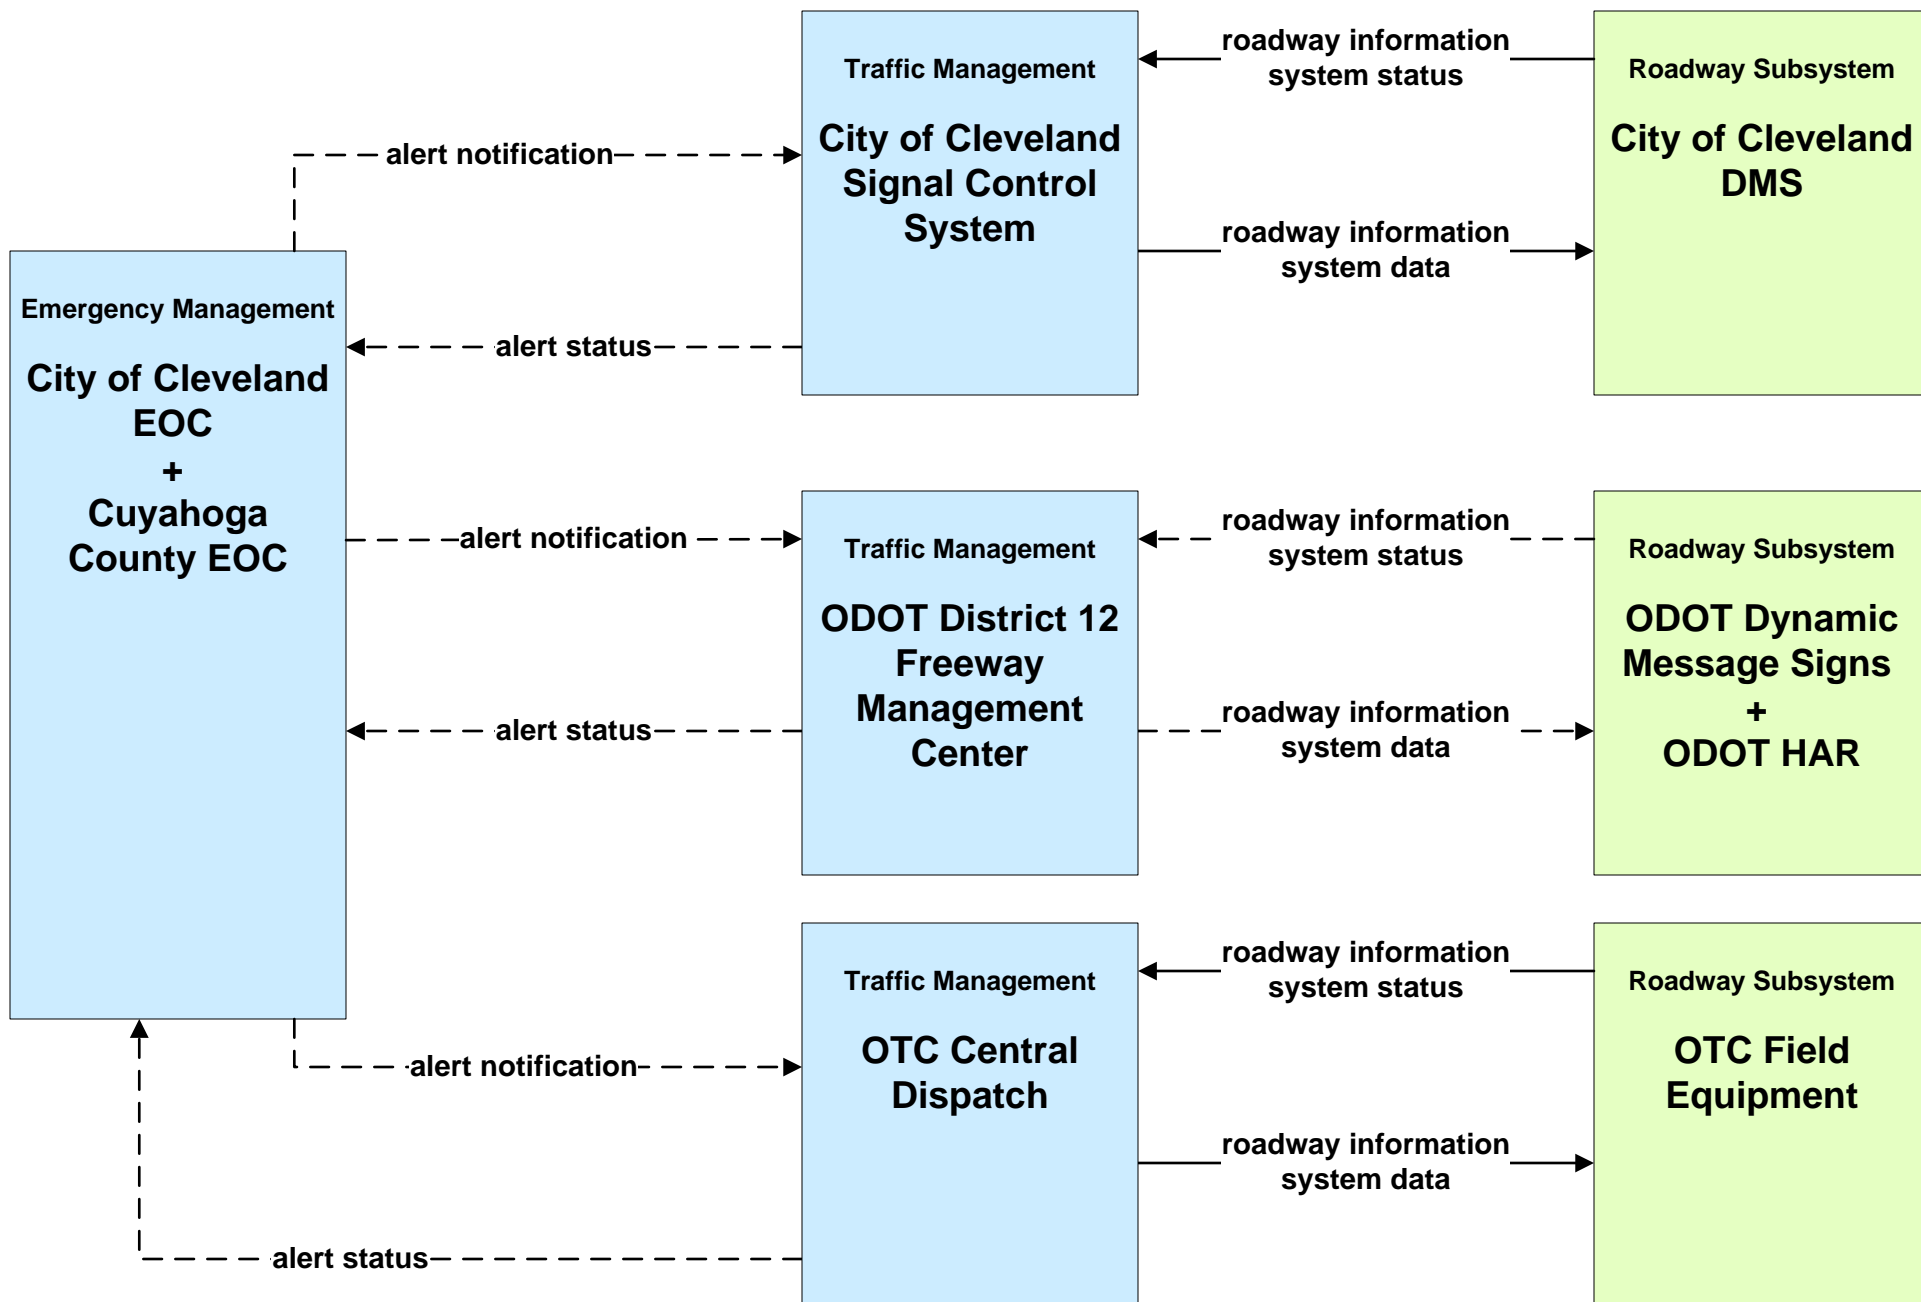 Emergency Management
City of Cleveland
EOC
+
Cuyahoga
County EOC
alert notification
alert status
alert notification
alert status
alert notification
alert status
Traffic Management
City of Cleveland
Signal Control
System
roadway information
system status
roadway information
system data
Roadway Subsystem
City of Cleveland
DMS
Traffic Management
ODOT District 12
Freeway
Management
Center
roadway information
system status
roadway information
system data
Roadway Subsystem
ODOT Dynamic
Message Signs
+
ODOT HAR
Traffic Management
OTC Central
Dispatch
roadway information
system status
roadway information
system data
Roadway Subsystem
OTC Field
Equipment